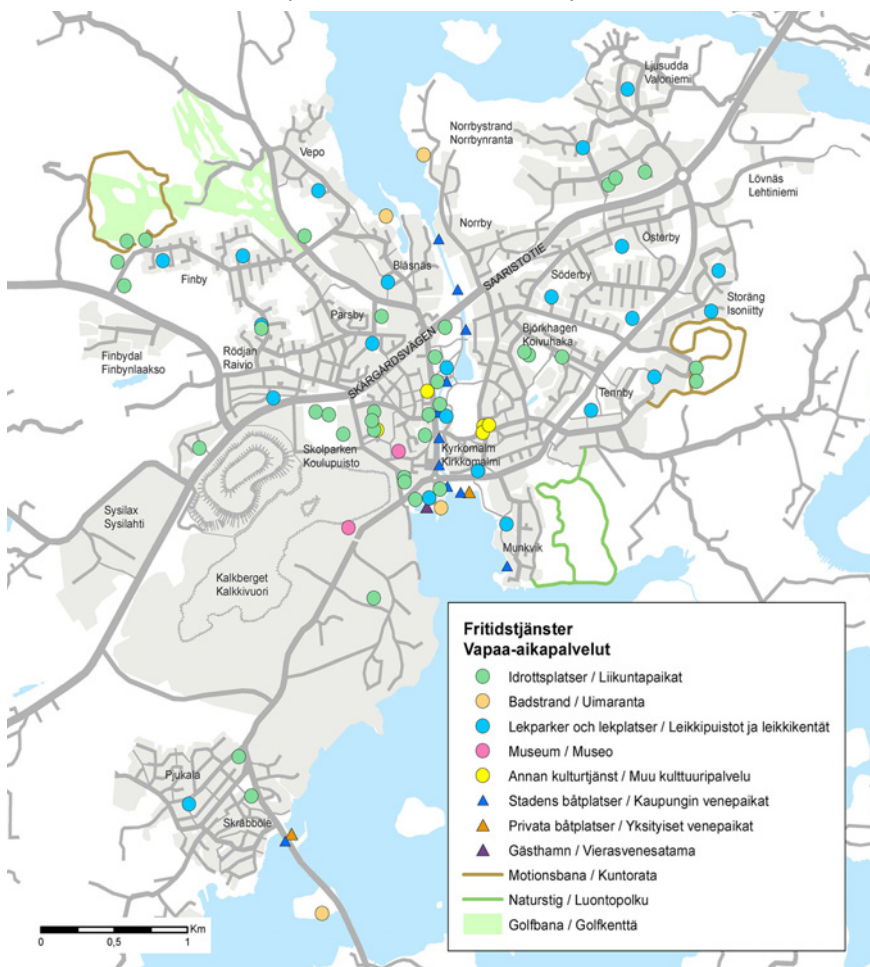 Ljusudda
Valoniemi
Norrbystrand
Norrbynranta
Vepo
Lövnäs
Lehtiniemi
Norrby
Österby
SAARISTOTIE
Blåsnäs
Finby
Söderby
Storäng
Isoniitty
Pärsby
Björkhagen
Koivuhaka
SKÄRGÅRDSVÄGEN
Finbydal
Finbynlaakso
Rödjan
Raivio
Tennby
Skolparken
Koulupuisto
Kyrkomalm
Kirkkomalmi
Sysilax
Sysilahti
Munkvik
Kalkberget
Kalkkivuori
Pjukala
Skräbböle
Fritidstjänster
Vapaa-aikapalvelut
Idrottsplatser / Liikuntapaikat
Badstrand / Uimaranta
Lekparker och lekplatser / Leikkipuistot ja leikkikentät
Museum / Museo
Annan kulturtjänst / Muu kulttuuripalvelu
Stadens båtplatser / Kaupungin venepaikat
Privata båtplatser / Yksityiset venepaikat
Gästhamn / Vierasvenesatama
Motionsbana / Kuntorata
Naturstig / Luontopolku
Golfbana / Golfkenttä
Km
0 0,5 1